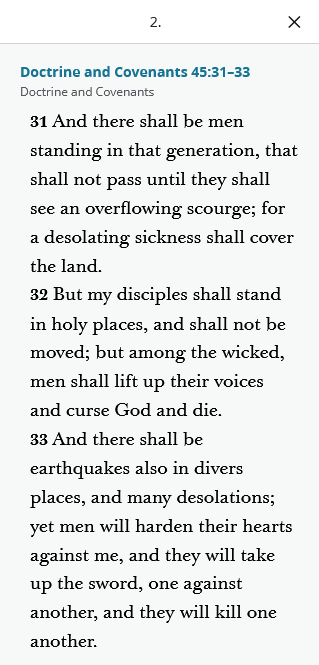 2.
Doctrine and Covenants 45:31–33
Doctrine and Covenants
31 And there shall be men
standing in that generation, that
shall not pass until they shall
see an overflowing scourge; for
a desolating sickness shall cover
the land.
32 But my disciples shall stand
in holy places, and shall not be
moved; but among the wicked,
men shall lift up their voices
and curse God and die.
33 And there shall be
earthquakes also in divers
places, and many desolations;
yet men will harden their hearts
against me, and they will take
up the sword, one against
another, and they will kill one
another.